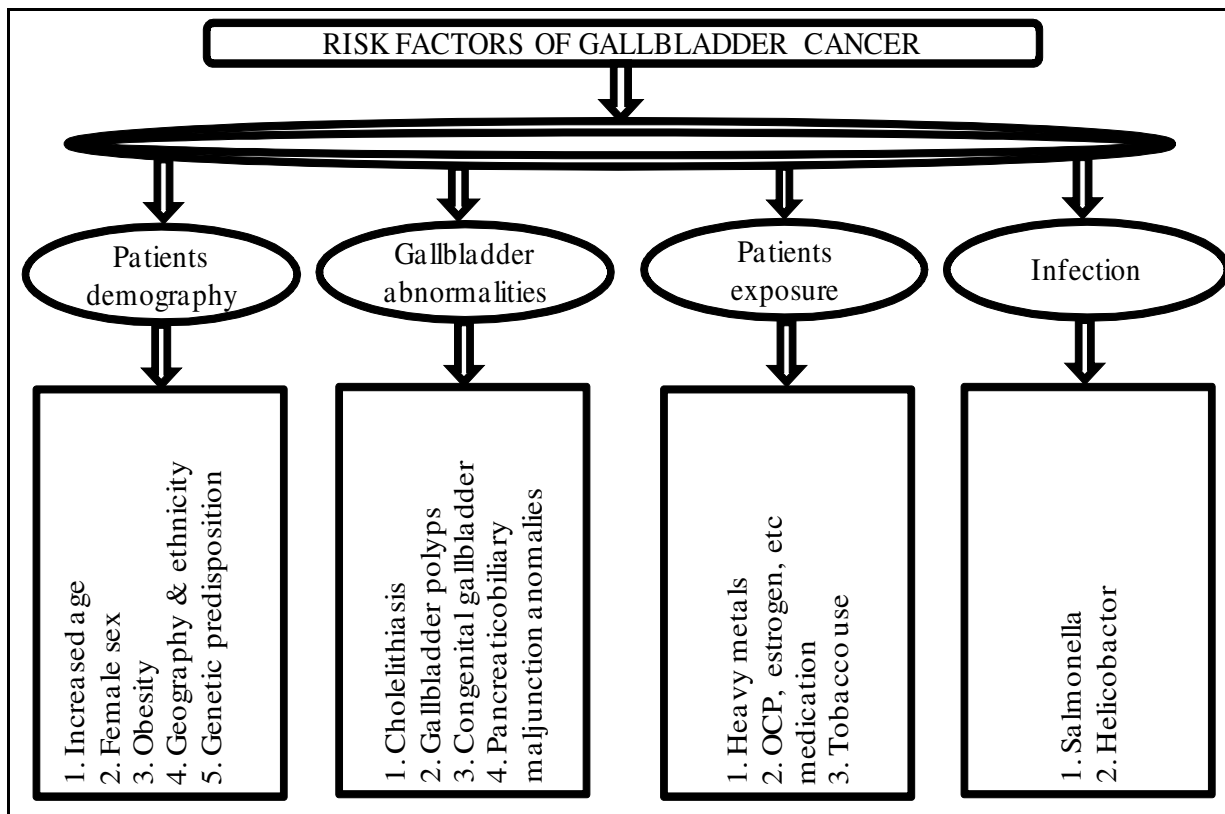 RISK FACTORS OF GALLBLADDER CANCER
Patients
demography
Gallbladder
abnormalities
Patients
exposure
Infection
1. Increased age
2. Female sex
3. Obesity
4. Geography & ethnicity
5. Genetic predisposition
1. Cholelithiasis
2. Gallbladder polyps
3. Congenital gallbladder
4. Pancreaticobiliary
maljunction anomalies
1. Heavy metals
2. OCP, estrogen, etc
medication
3. Tobacco use
1. Salmonella
2. Helicobactor